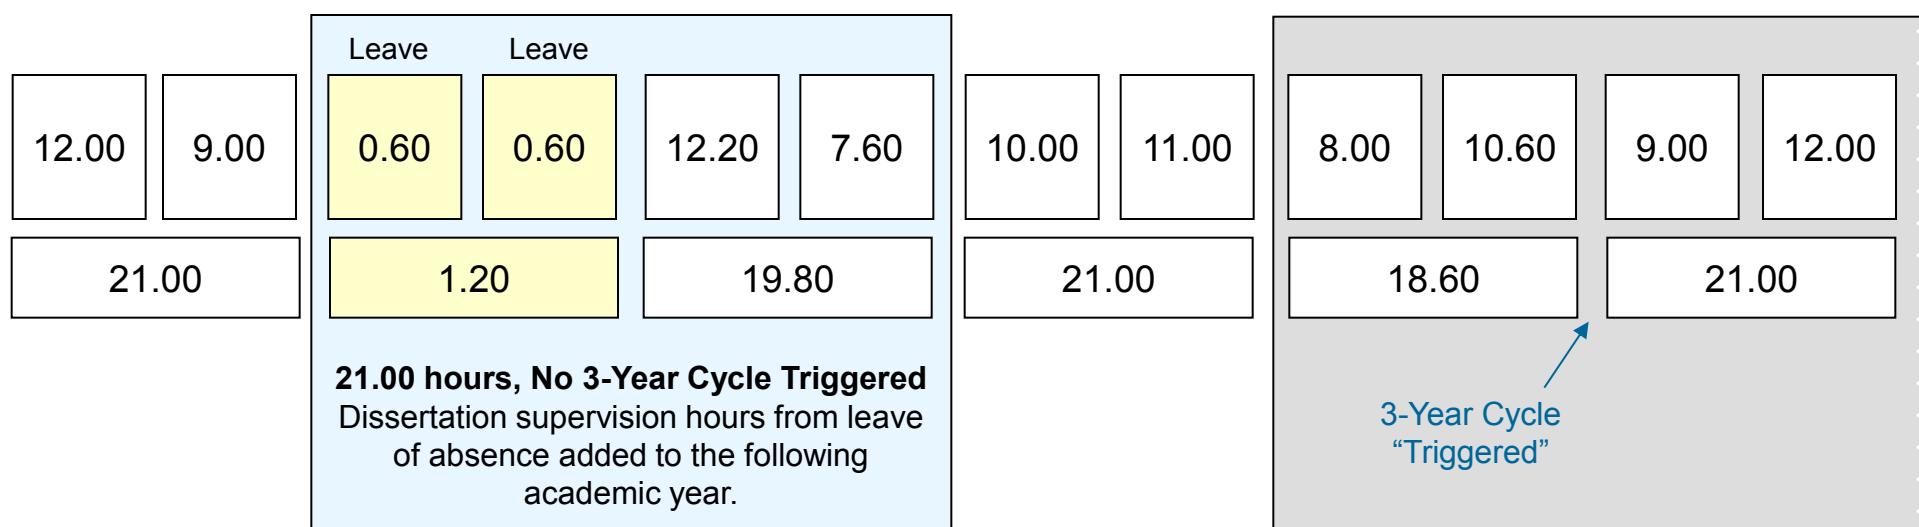 Leave Leave
12.00 9.00 0.60 0.60 12.20 7.60 10.00 11.00 8.00 10.60 9.00 12.00
21.00 1.20 19.80 21.00 18.60 21.00
21.00 hours, No 3-Year Cycle Triggered
Dissertation supervision hours from leave
of absence added to the following
academic year.
3-Year Cycle
“Triggered”